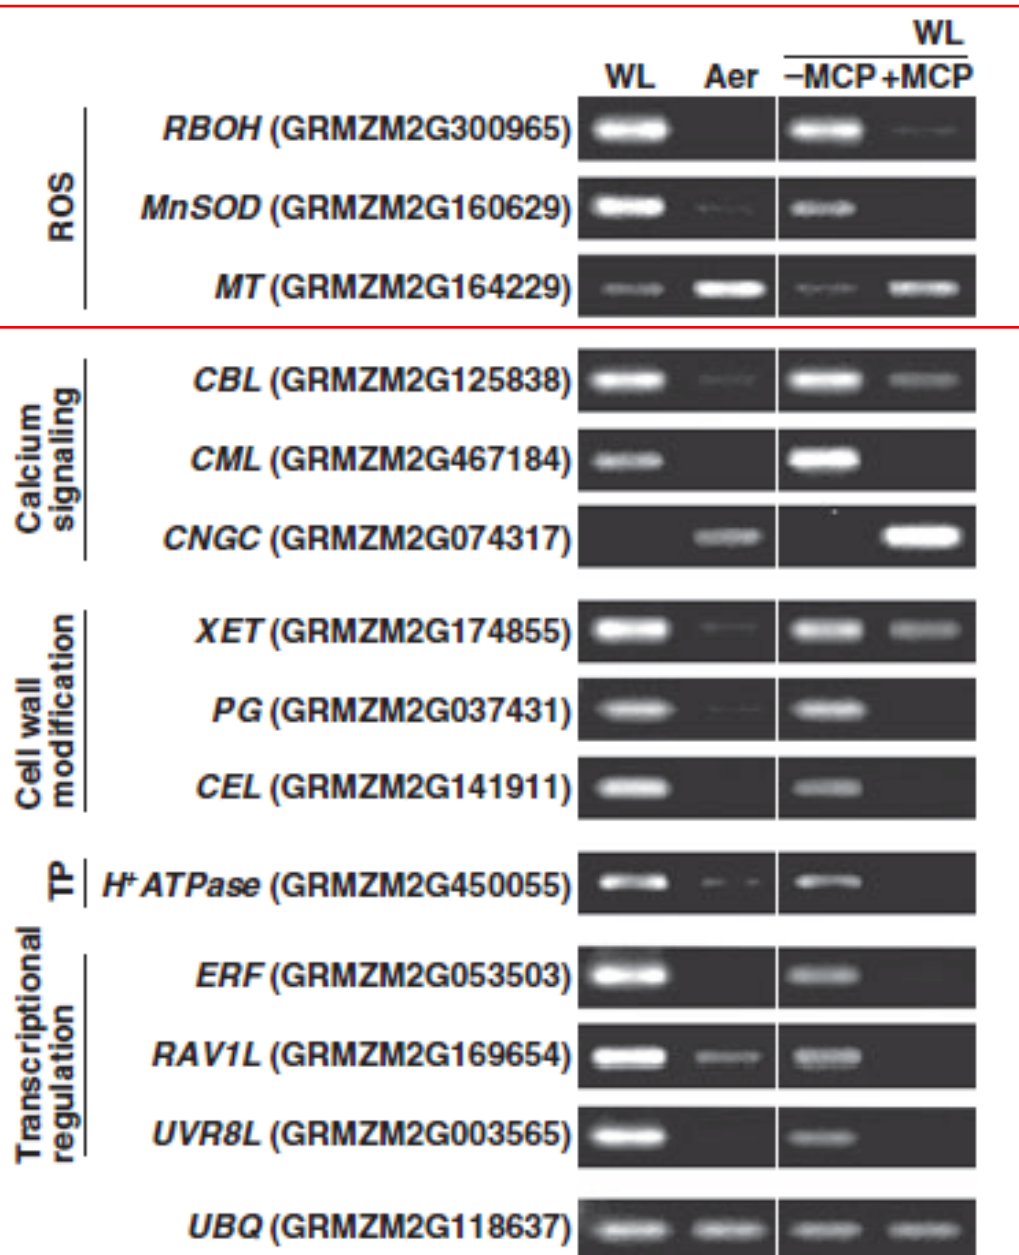 WL
WL Aer –MCP +MCP
ROS
RBOH (GRMZM2G300965)
MnSOD (GRMZM2G160629)
MT (GRMZM2G164229)
Calcium
signaling
CBL (GRMZM2G125838)
CML (GRMZM2G467184)
CNGC (GRMZM2G074317)
Cell wall
modification
XET (GRMZM2G174855)
PG (GRMZM2G037431)
CEL (GRMZM2G141911)
TP
H⁺ATPase (GRMZM2G450055)
Transcriptional
regulation
ERF (GRMZM2G053503)
RAV1L (GRMZM2G169654)
UVR8L (GRMZM2G003565)
UBQ (GRMZM2G118637)